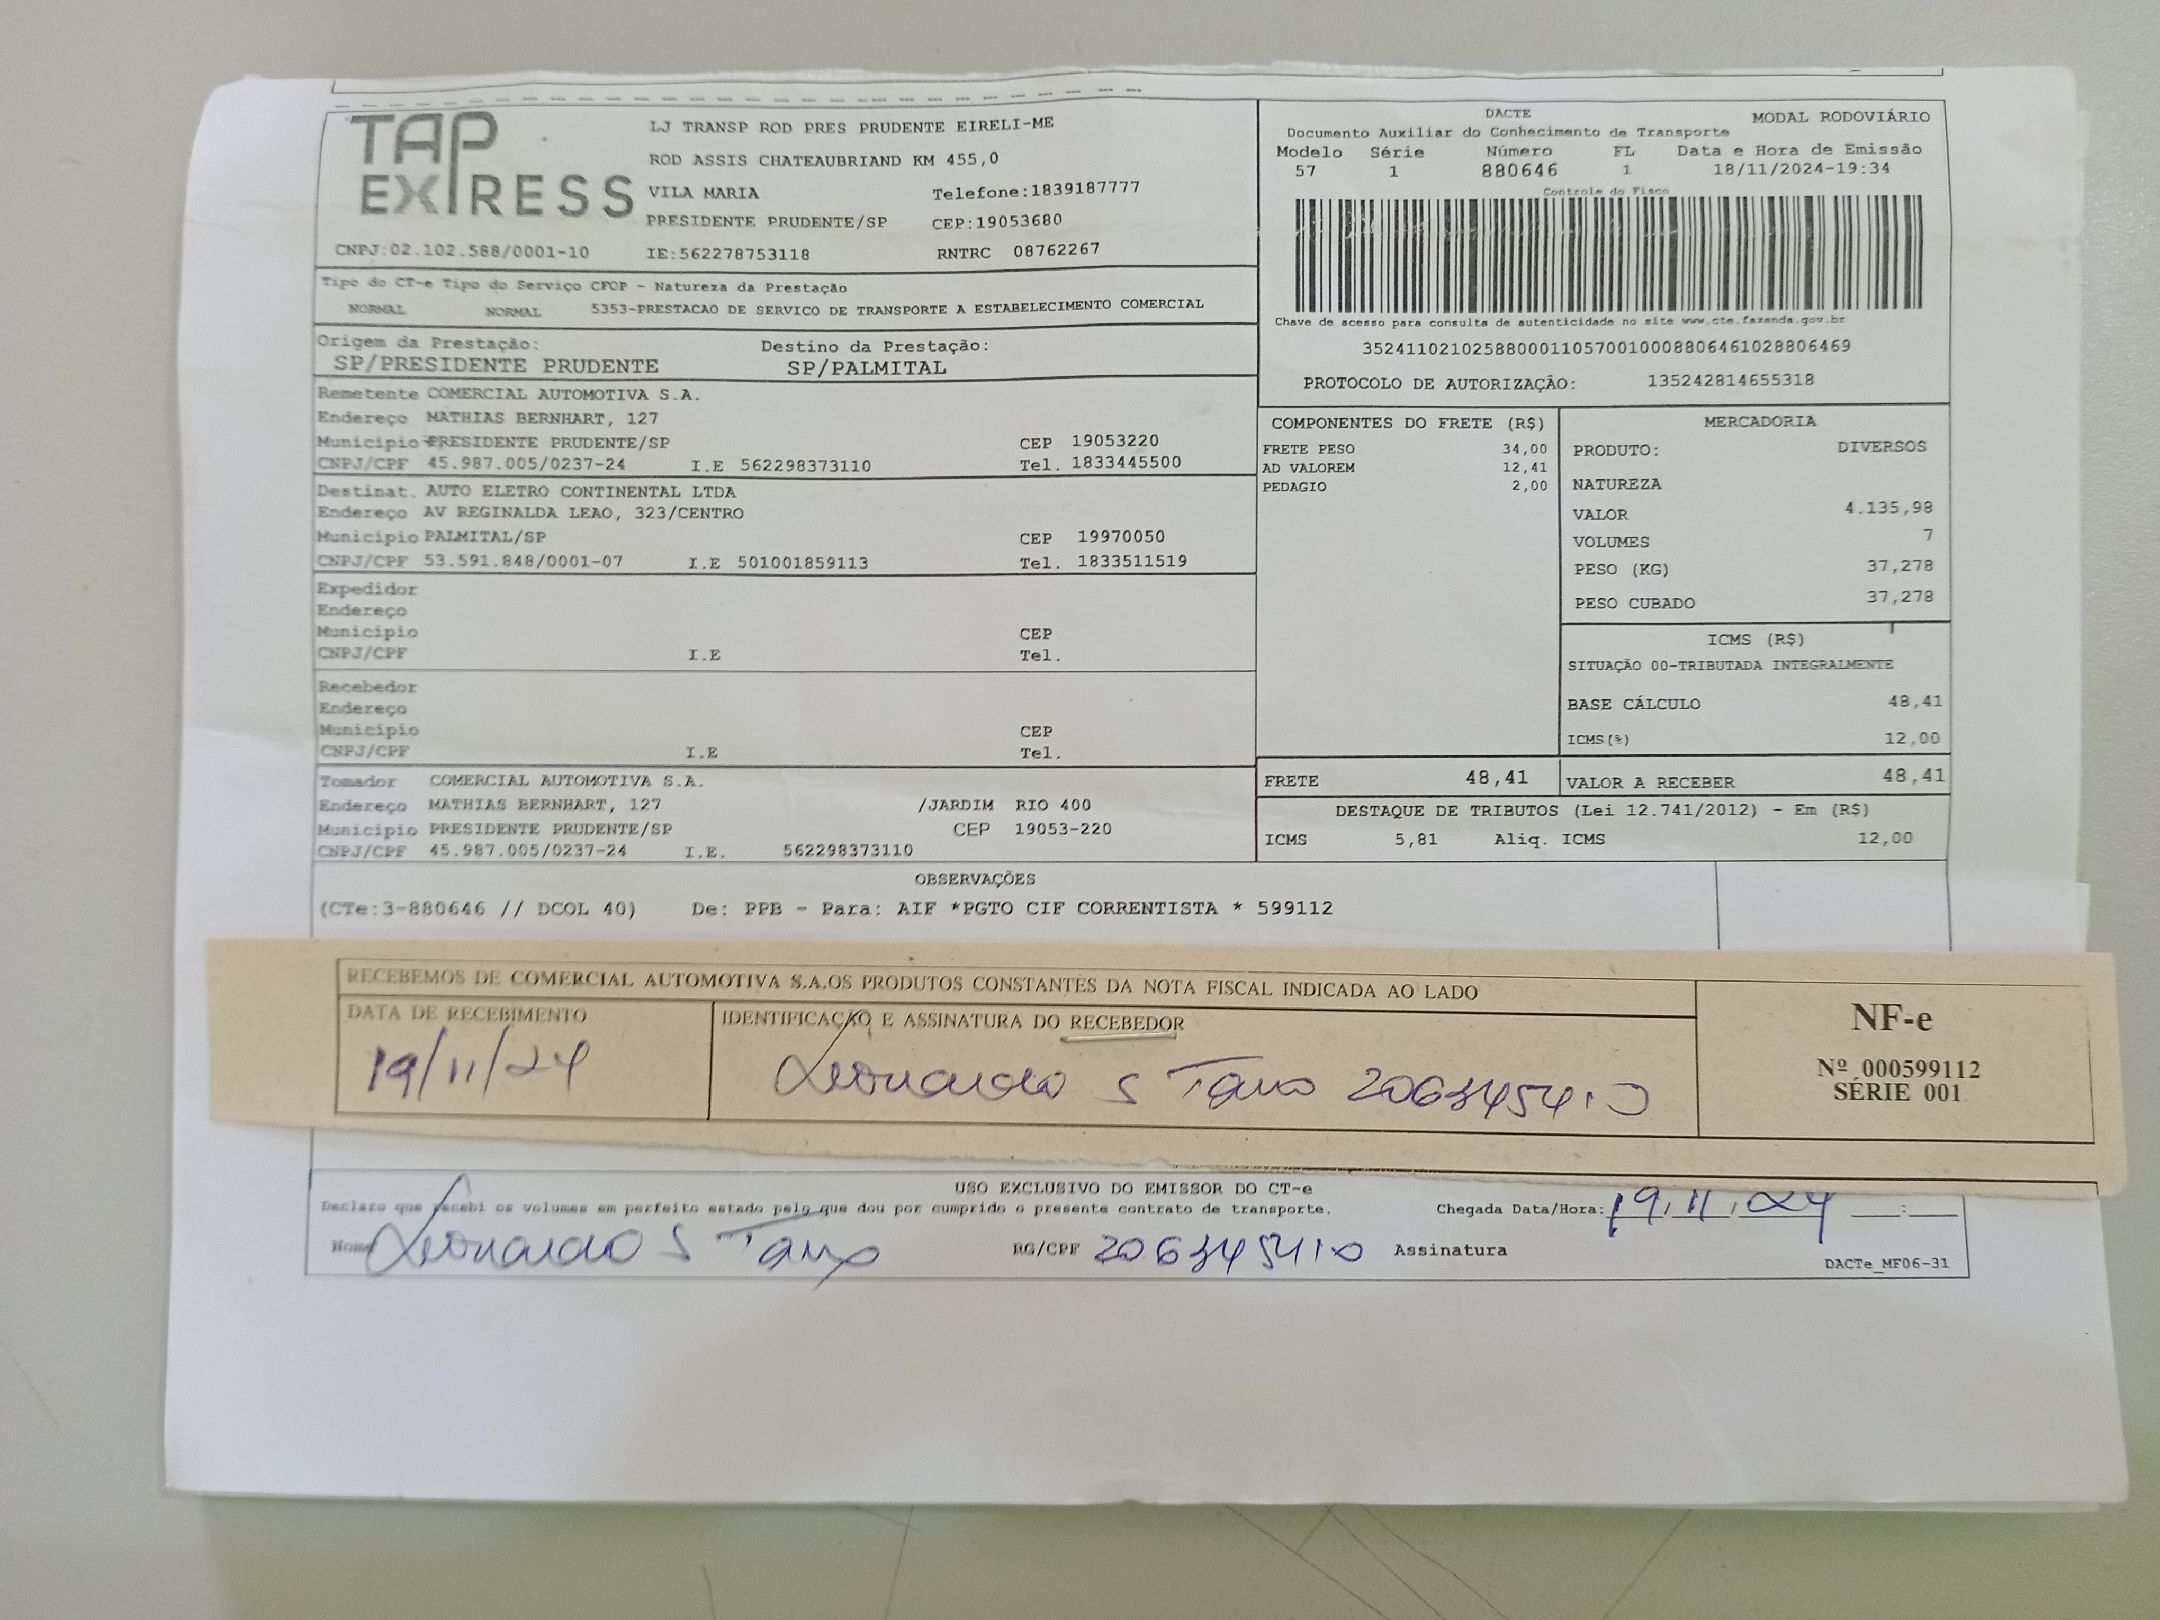 TAP EXPRESS
LJ TRANSP ROD PRES PRUDENTE EIRELI-ME
ROD ASSIS CHATEAUBRIAND KM 455,0
VILA MARIA Telefone:1839187777
PRESIDENTE PRUDENTE/SP CEP:19053680
CNPJ:02.102.588/0001-10 IE:562278753118 RNTRC 08762267
DACTE MODAL RODOVIÁRIO
Documento Auxiliar do Conhecimento de Transporte
Modelo Série Número FL Data e Hora de Emissão
57 1 880646 1 18/11/2024-19:34
Controle do Fisco
Chave de acesso para consulta de autenticidade no site www.cte.fazenda.gov.br
35241102102588000110570010008806461028806469
PROTOCOLO DE AUTORIZAÇÃO: 135242814655318
Tipo do CT-e Tipo do Serviço CFOP - Natureza da Prestação
NORMAL NORMAL 5353-PRESTACAO DE SERVICO DE TRANSPORTE A ESTABELECIMENTO COMERCIAL
Origem da Prestação: Destino da Prestação:
SP/PRESIDENTE PRUDENTE SP/PALMITAL
Remetente COMERCIAL AUTOMOTIVA S.A.
Endereço MATHIAS BERNHART, 127
Município PRESIDENTE PRUDENTE/SP CEP 19053220
CNPJ/CPF 45.987.005/0237-24 I.E 562298373110 Tel. 1833445500
Destinat. AUTO ELETRO CONTINENTAL LTDA
Endereço AV REGINALDA LEAO, 323/CENTRO
Município PALMITAL/SP CEP 19970050
CNPJ/CPF 53.591.848/0001-07 I.E 501001859113 Tel. 1833511519
Expedidor
Endereço
Município CEP
CNPJ/CPF I.E Tel.
Recebedor
Endereço
Município CEP
CNPJ/CPF I.E Tel.
Tomador COMERCIAL AUTOMOTIVA S.A.
Endereço MATHIAS BERNHART, 127 /JARDIM RIO 400
Município PRESIDENTE PRUDENTE/SP CEP 19053-220
CNPJ/CPF 45.987.005/0237-24 I.E. 562298373110
COMPONENTES DO FRETE (R$)
FRETE PESO 34,00
AD VALOREM 12,41
PEDAGIO 2,00
MERCADORIA
PRODUTO: DIVERSOS
NATUREZA
VALOR 4.135,98
VOLUMES 7
PESO (KG) 37,278
PESO CUBADO 37,278
ICMS (R$)
SITUAÇÃO 00-TRIBUTADA INTEGRALMENTE
BASE CÁLCULO 48,41
ICMS(%) 12,00
FRETE 48,41 VALOR A RECEBER 48,41
DESTAQUE DE TRIBUTOS (Lei 12.741/2012) - Em (R$)
ICMS 5,81 Aliq. ICMS 12,00
OBSERVAÇÕES
(CTe:3-880646 // DCOL 40) De: PPB - Para: AIF *PGTO CIF CORRENTISTA * 599112
RECEBEMOS DE COMERCIAL AUTOMOTIVA S.A.OS PRODUTOS CONSTANTES DA NOTA FISCAL INDICADA AO LADO
DATA DE RECEBIMENTO IDENTIFICAÇÃO E ASSINATURA DO RECEBEDOR
19/11/24 Leonardo S
NF-e
Nº 000599112
SÉRIE 001
USO EXCLUSIVO DO EMISSOR DO CT-e
Declaro que recebi os volumes em perfeito estado pelo que dou por cumprido o presente contrato de transporte. Chegada Data/Hora: 19/11/24 __:__
Nome Leonardo S RG/CPF Assinatura
DACTe_MF06-31